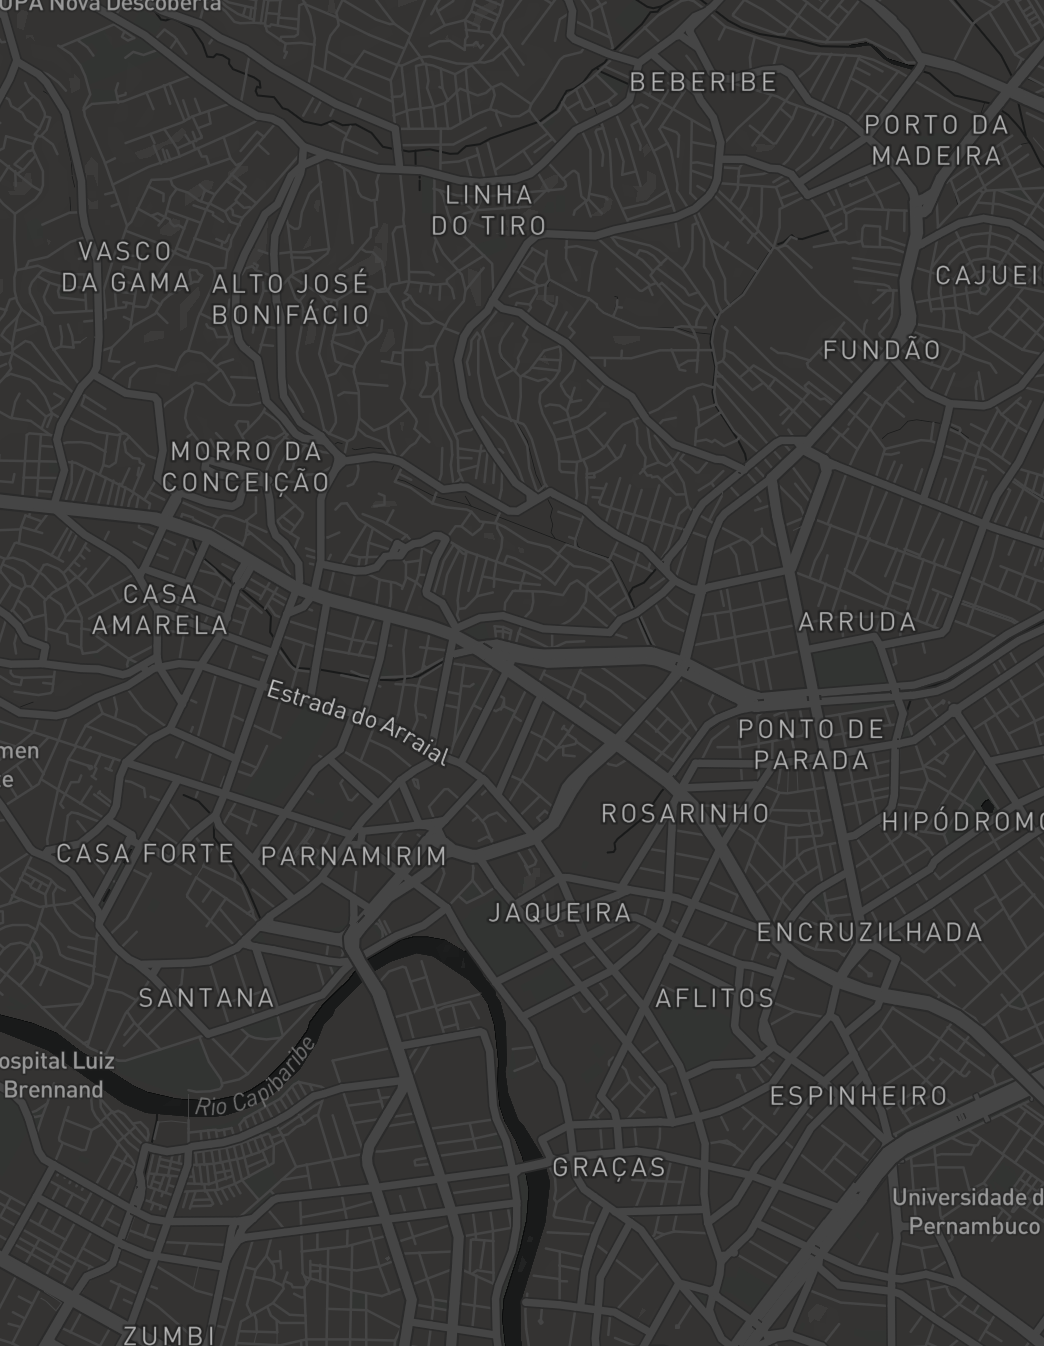 UPA Nova Descoberta
BEBERIBE
PORTO DA
MADEIRA
LINHA
DO TIRO
VASCO
DA GAMA
ALTO JOSÉ
BONIFÁCIO
CAJUEI
FUNDÃO
MORRO DA
CONCEIÇÃO
CASA
AMARELA
ARRUDA
Estrada do Arraial
PONTO DE
PARADA
men
te
ROSARINHO
HIPÓDROMO
CASA FORTE
PARNAMIRIM
JAQUEIRA
ENCRUZILHADA
SANTANA
AFLITOS
ospital Luiz
Brennand
Rio Capibaribe
ESPINHEIRO
GRAÇAS
Universidade d
Pernambuco
ZUMBI